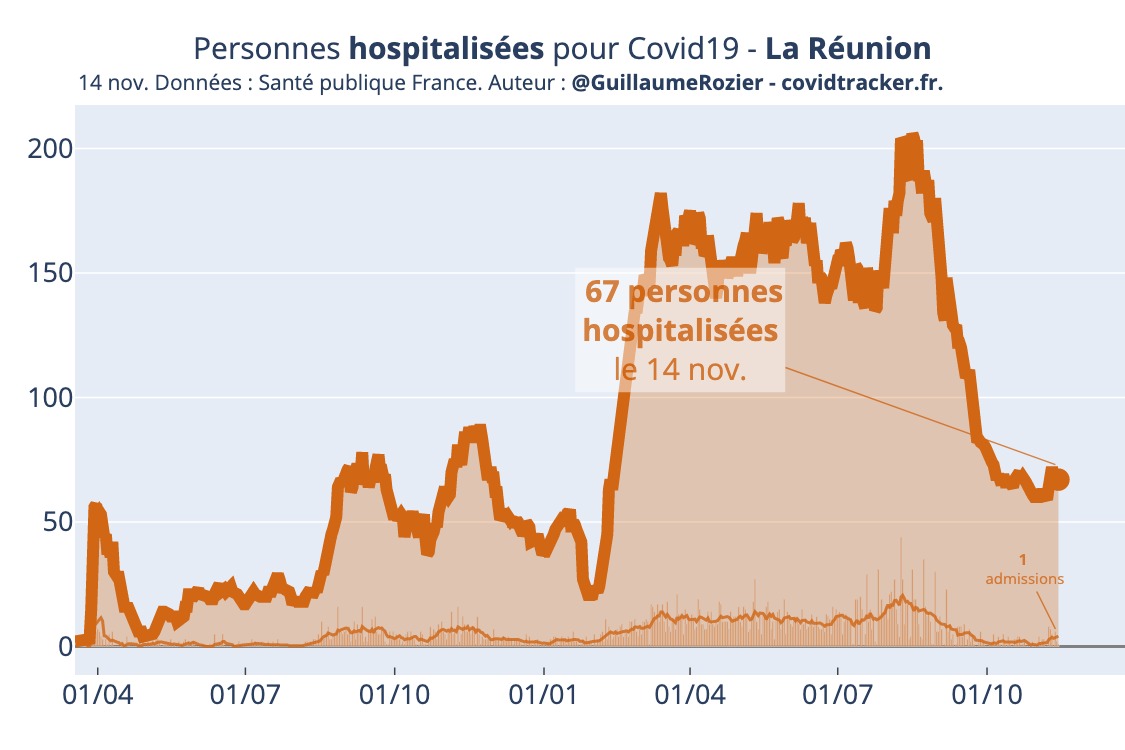 Personnes hospitalisées pour Covid19 - La Réunion
14 nov. Données : Santé publique France. Auteur : @GuillaumeRozier - covidtracker.fr.
200
150
67 personnes
hospitalisées
le 14 nov.
100
50
1
admissions
0
01/04 01/07 01/10 01/01 01/04 01/07 01/10